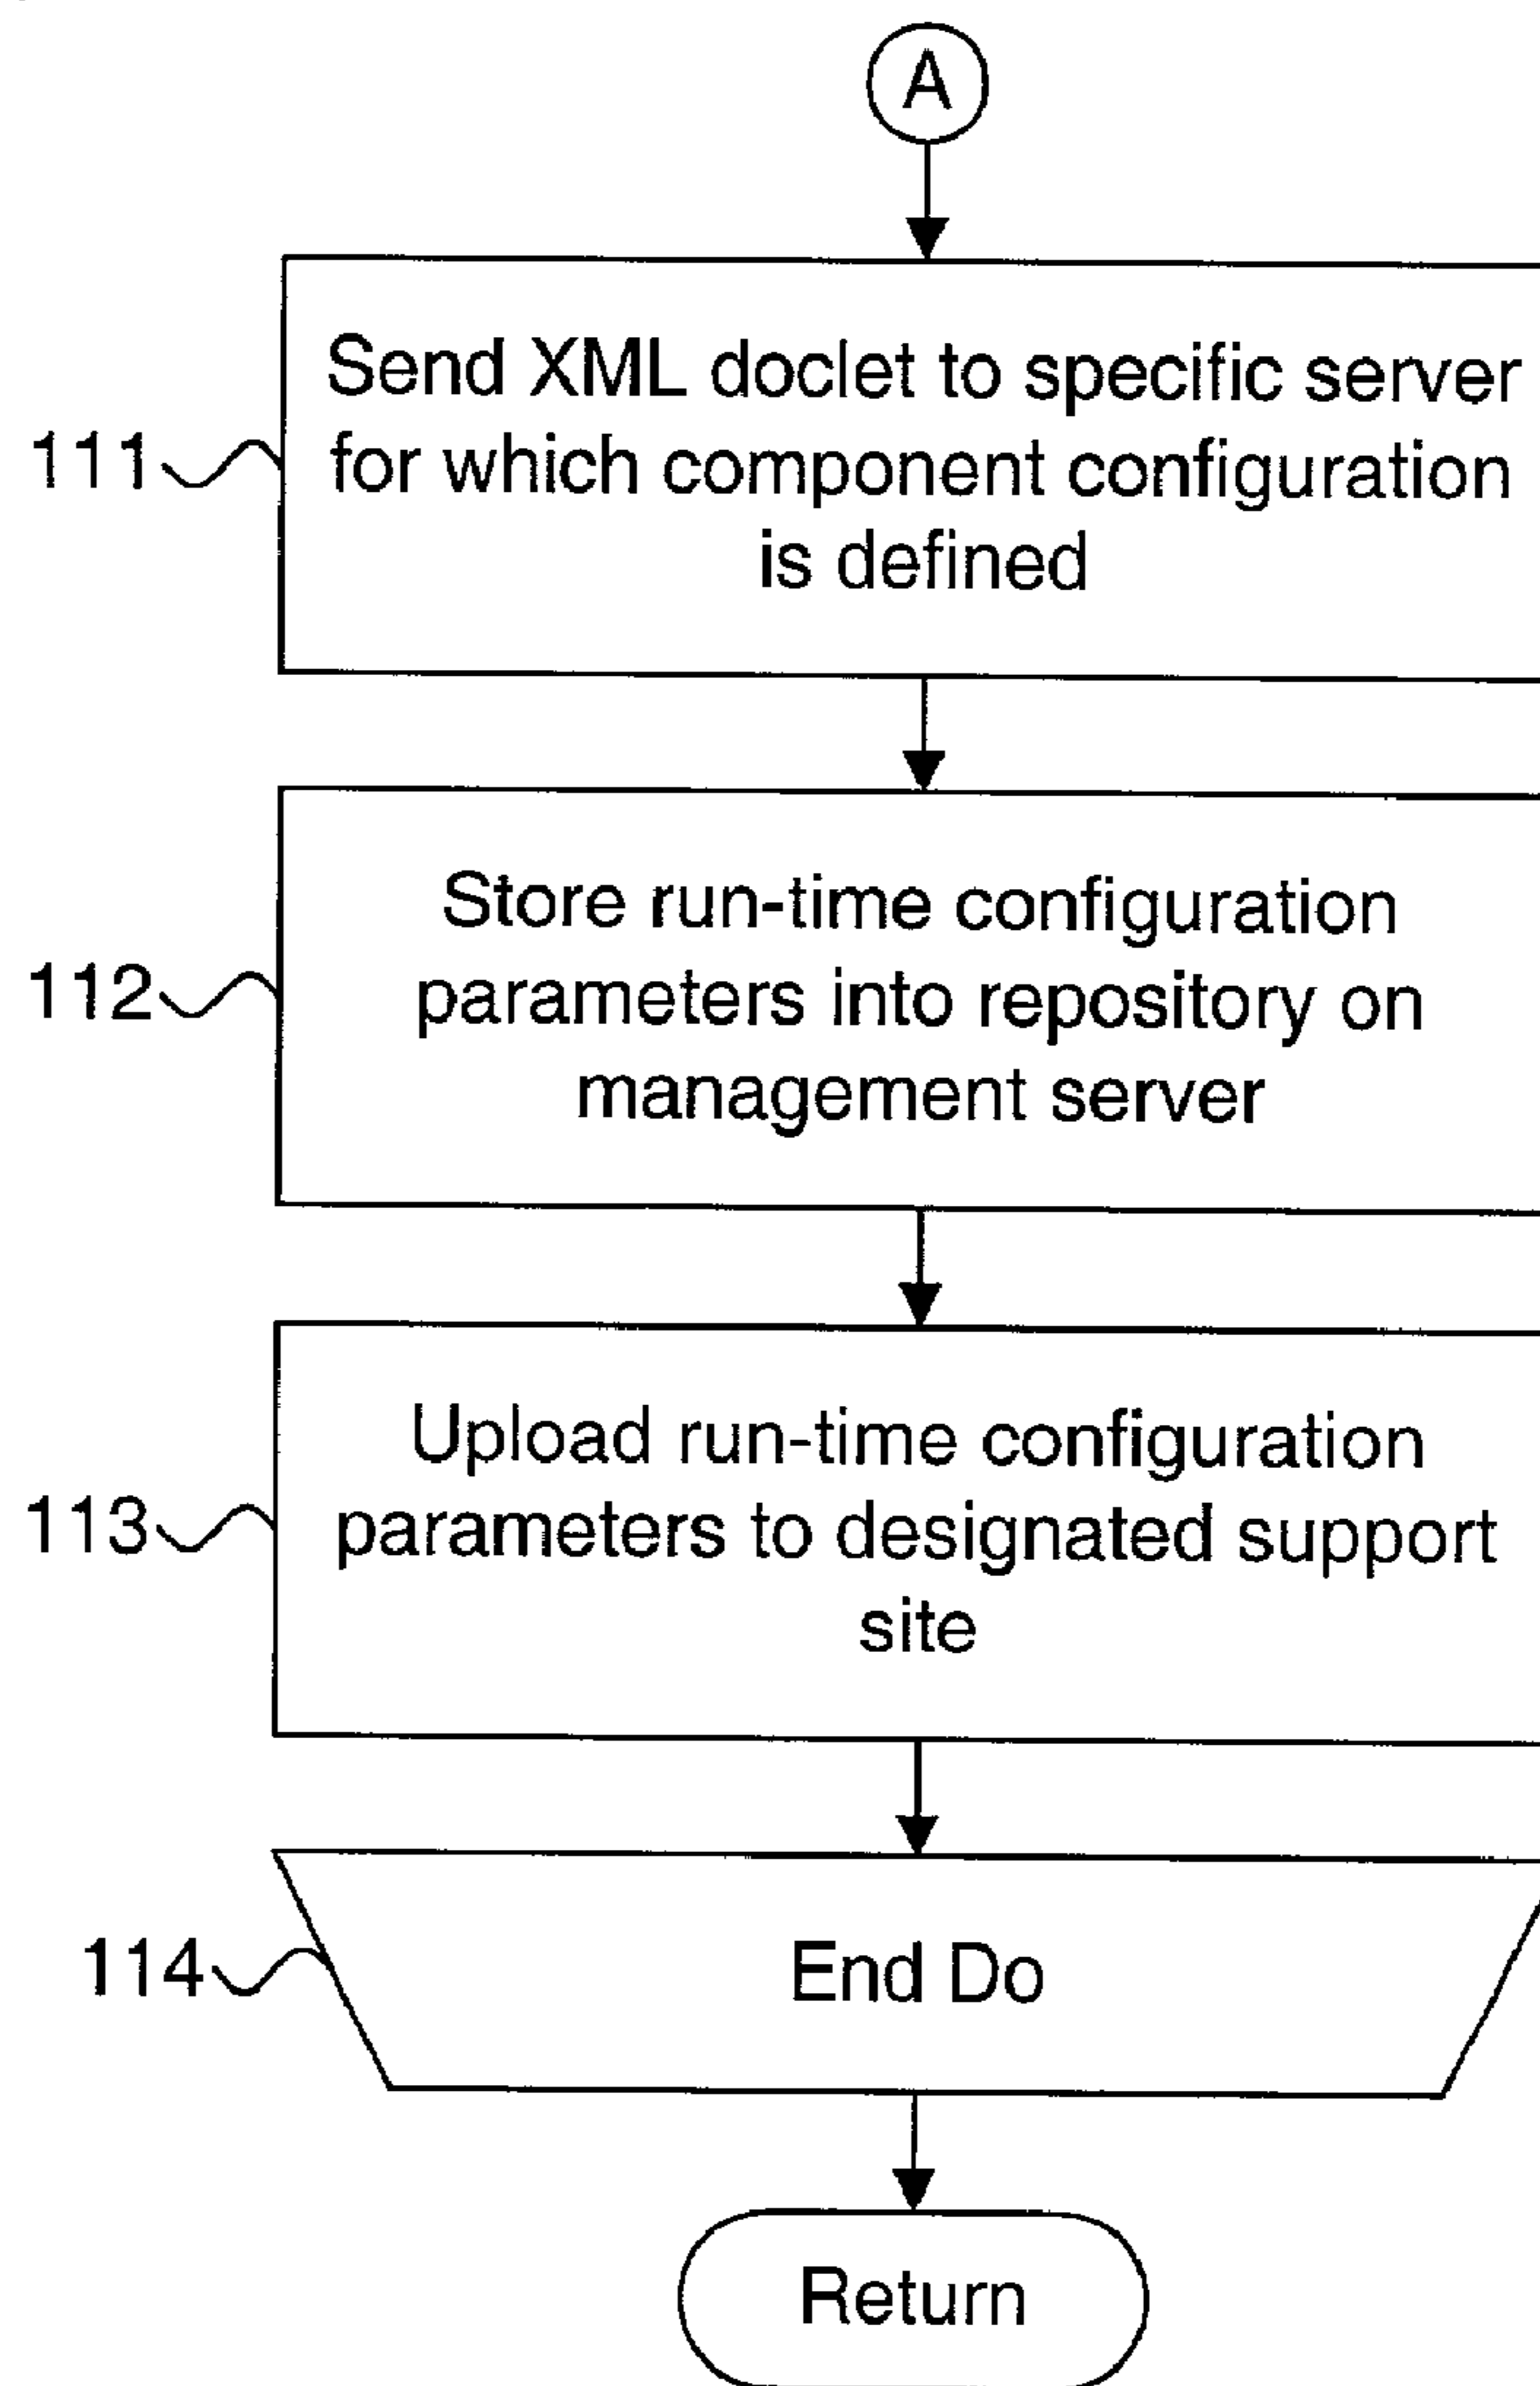 A
Send XML doclet to specific server
111
for which component configuration
is defined
Store run-time configuration
112
parameters into repository on
management server
Upload run-time configuration
113
parameters to designated support
site
114
End Do
Return